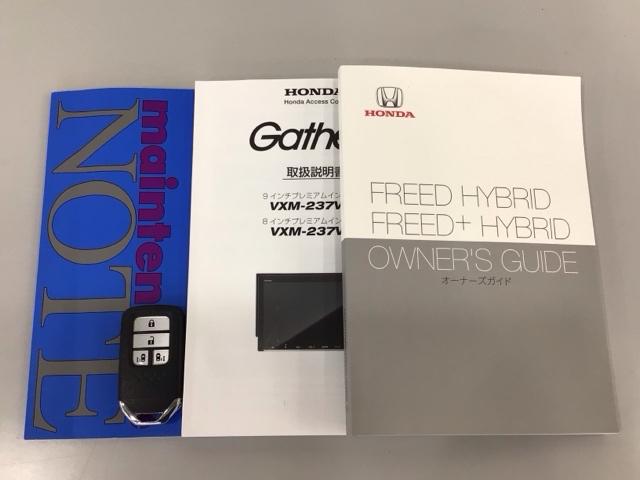 mainten
NOTE
HONDA
Honda Access Co
Gathe
取扱説明書
9インチプレミアムイン
VXM-237V
8インチプレミアムイン
VXM-237V
HONDA
FREED HYBRID
FREED+ HYBRID
OWNER'S GUIDE
オーナーズガイド